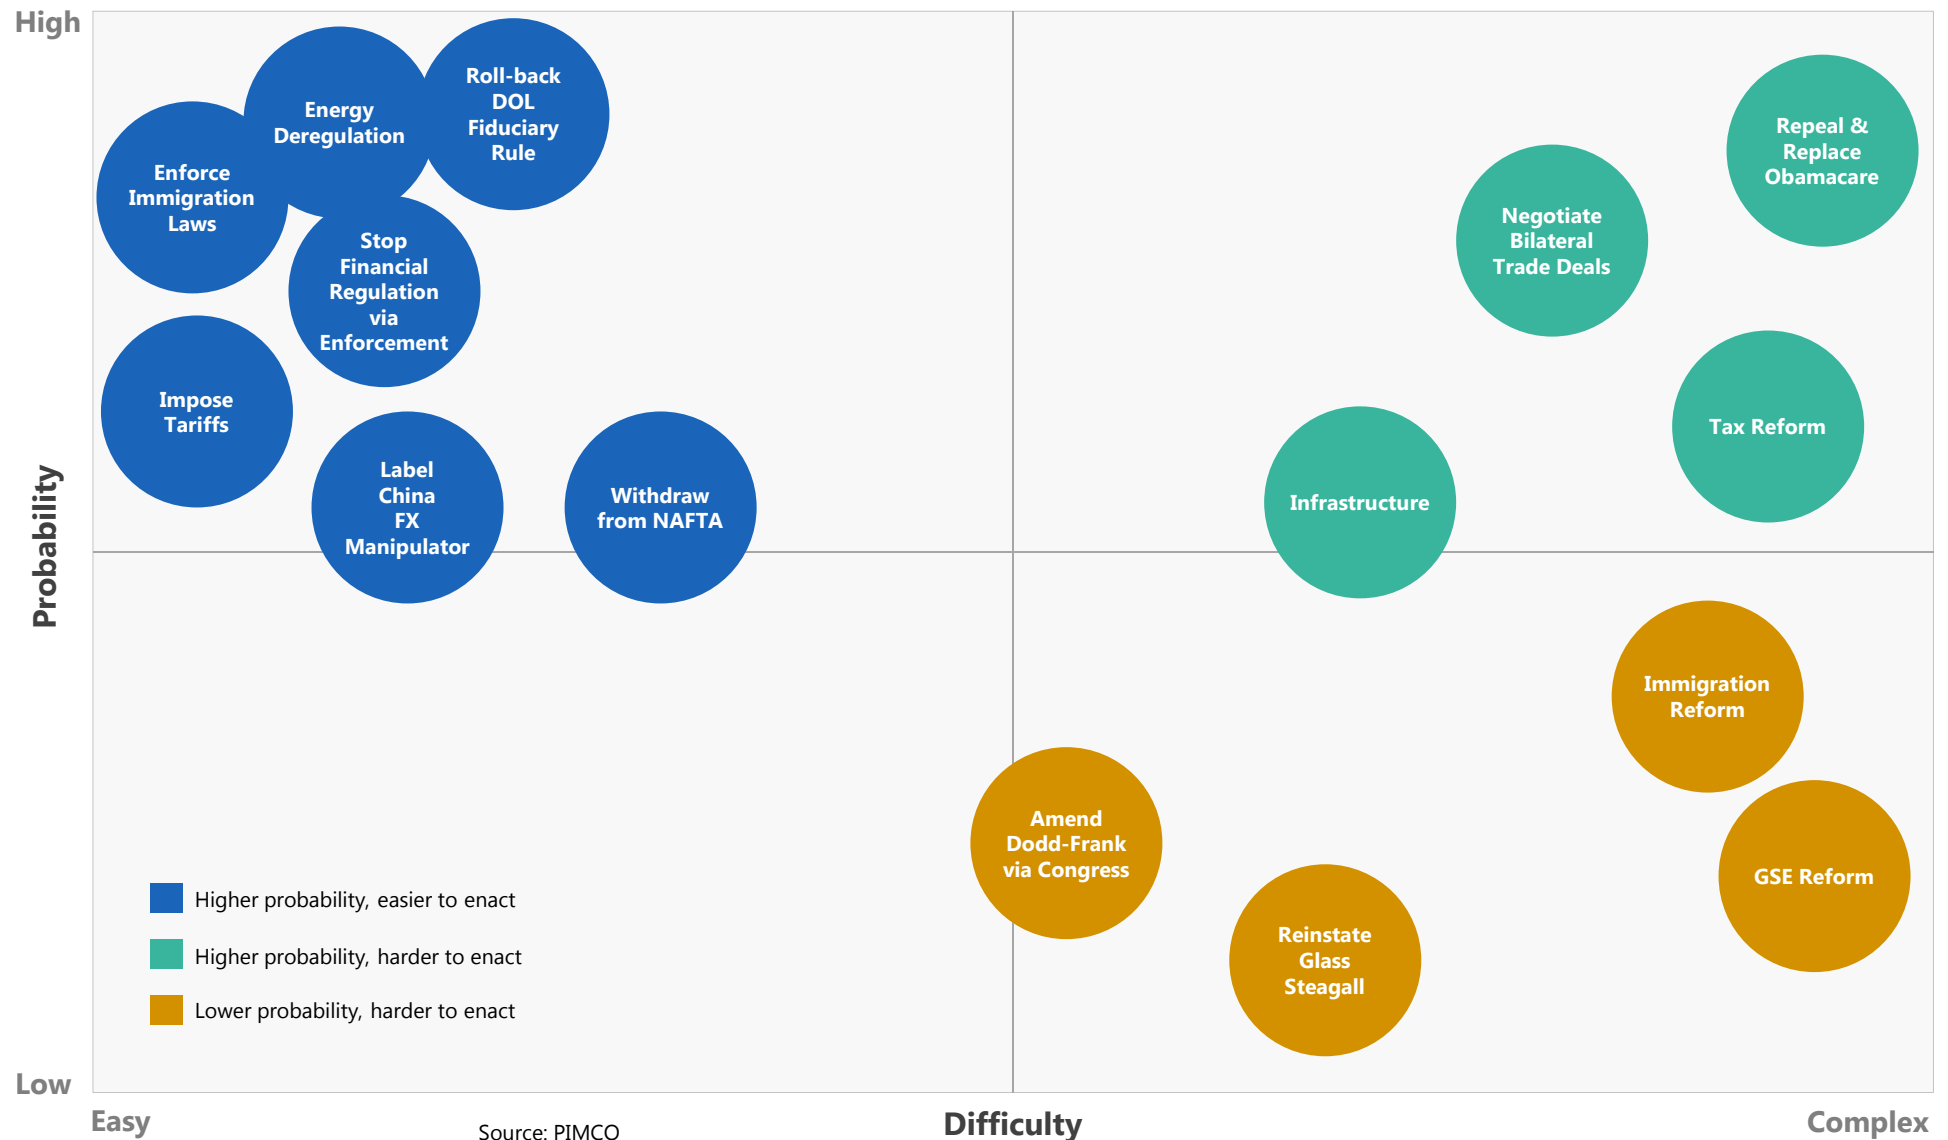 High
Roll-back
DOL
Fiduciary
Rule
Energy
Deregulation
Enforce
Immigration
Laws
Stop
Financial
Regulation
via
Enforcement
Impose
Tariffs
Label
China
FX
Manipulator
Withdraw
from NAFTA
Repeal &
Replace
Obamacare
Negotiate
Bilateral
Trade Deals
Tax Reform
Infrastructure
Probability
Immigration
Reform
Amend
Dodd-Frank
via Congress
GSE Reform
Reinstate
Glass
Steagall
Higher probability, easier to enact
Higher probability, harder to enact
Lower probability, harder to enact
Low
Easy
Difficulty
Complex
Source: PIMCO